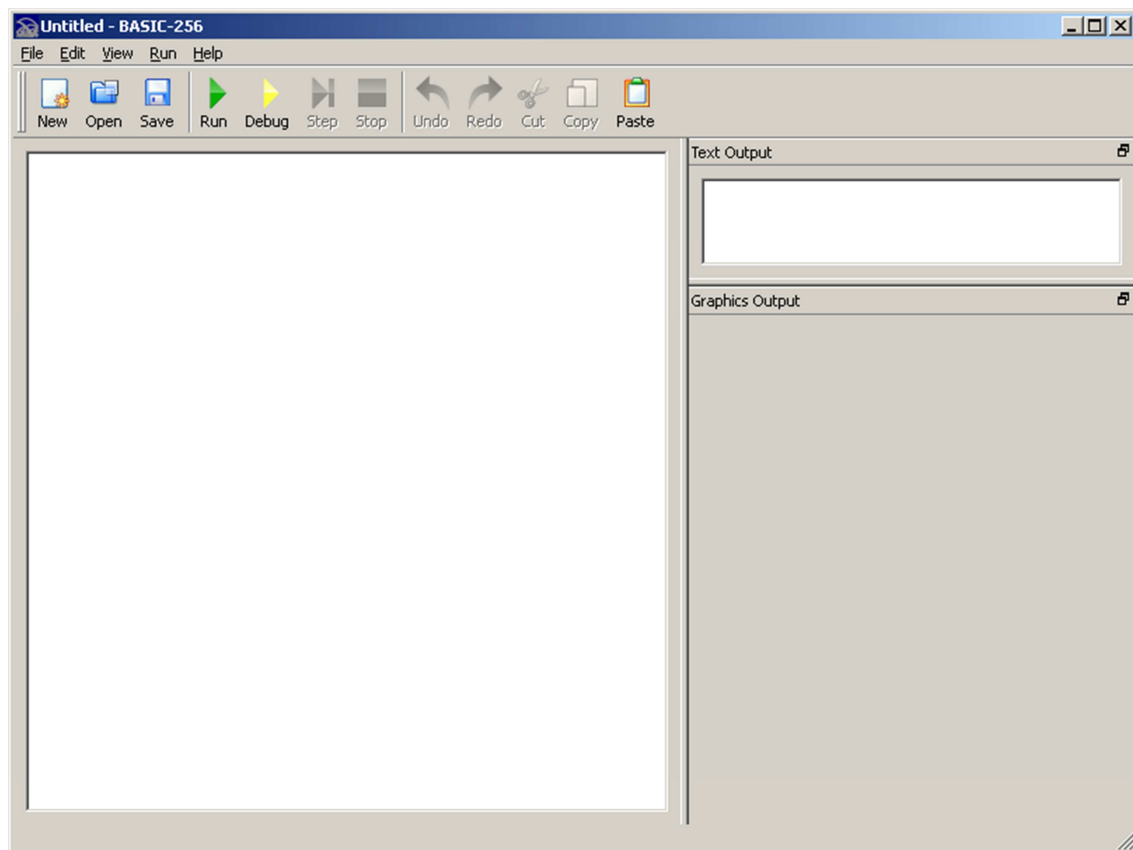 Untitled - BASIC-256
File Edit View Run Help
New Open Save Run Debug Step Stop Undo Redo Cut Copy Paste
Text Output
Graphics Output